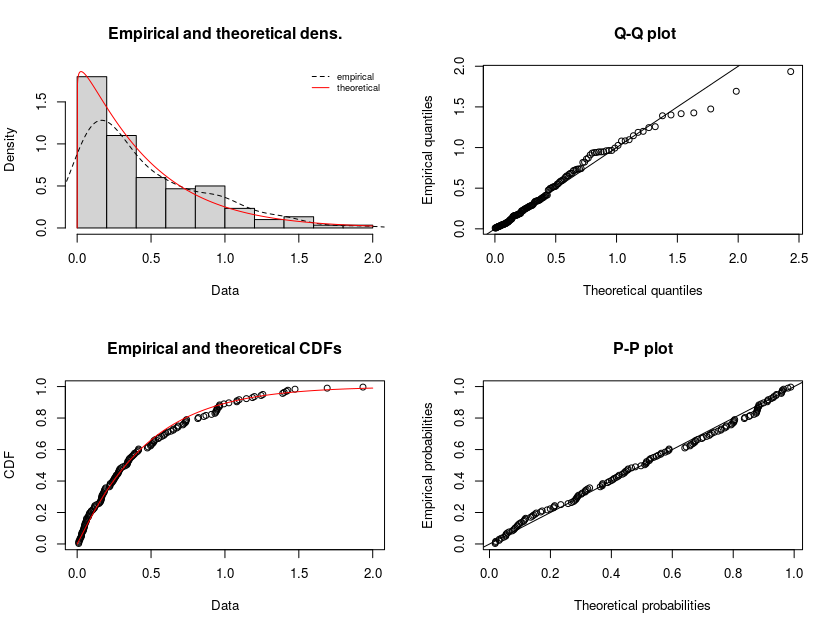 Empirical and theoretical dens.
empirical
theoretical
Density
0.0 0.5 1.0 1.5
0.0 0.5 1.0 1.5 2.0
Data
Q-Q plot
Empirical quantiles
0.0 0.5 1.0 1.5 2.0
0.0 0.5 1.0 1.5 2.0 2.5
Theoretical quantiles
Empirical and theoretical CDFs
CDF
0.0 0.2 0.4 0.6 0.8 1.0
0.0 0.5 1.0 1.5 2.0
Data
P-P plot
Empirical probabilities
0.0 0.2 0.4 0.6 0.8 1.0
0.0 0.2 0.4 0.6 0.8 1.0
Theoretical probabilities